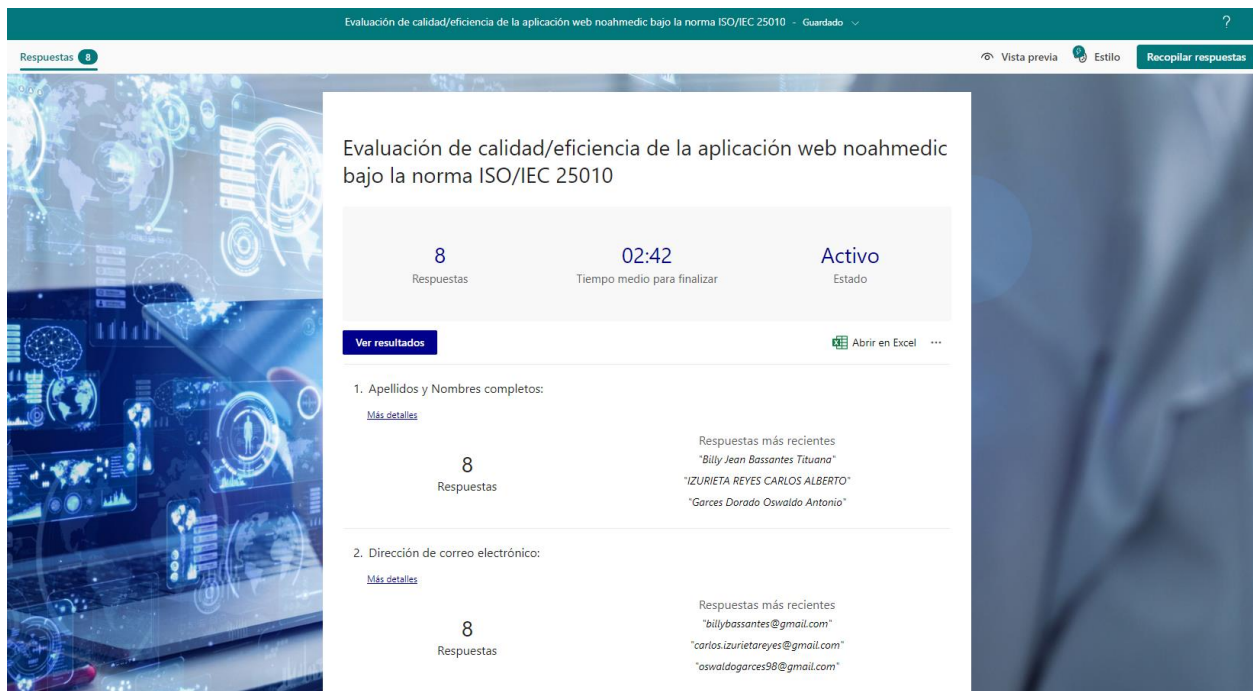 Evaluación de calidad/eficiencia de la aplicación web noahmedic bajo la norma ISO/IEC 25010 - Guardado
?
Respuestas 8
Vista previa
Estilo
Recopilar respuestas
Evaluación de calidad/eficiencia de la aplicación web noahmedic
bajo la norma ISO/IEC 25010
8
Respuestas
02:42
Tiempo medio para finalizar
Activo
Estado
Ver resultados
Abrir en Excel
...
1. Apellidos y Nombres completos:
Más detalles
8
Respuestas
Respuestas más recientes
"Billy Jean Bassantes Tituana"
"IZURIETA REYES CARLOS ALBERTO"
"Garces Dorado Oswaldo Antonio"
2. Dirección de correo electrónico:
Más detalles
8
Respuestas
Respuestas más recientes
"billybassantes@gmail.com"
"carlos.izurietareyes@gmail.com"
"oswaldogarces98@gmail.com"